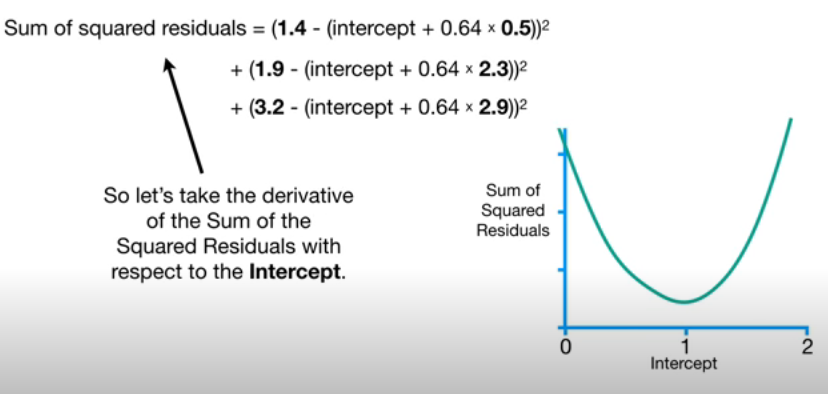 Sum of squared residuals = (1.4 - (intercept + 0.64 × 0.5))²
+ (1.9 - (intercept + 0.64 × 2.3))²
+ (3.2 - (intercept + 0.64 × 2.9))²
So let's take the derivative
of the Sum of the
Squared Residuals with
respect to the Intercept.
Sum of
Squared
Residuals
0
1
2
Intercept